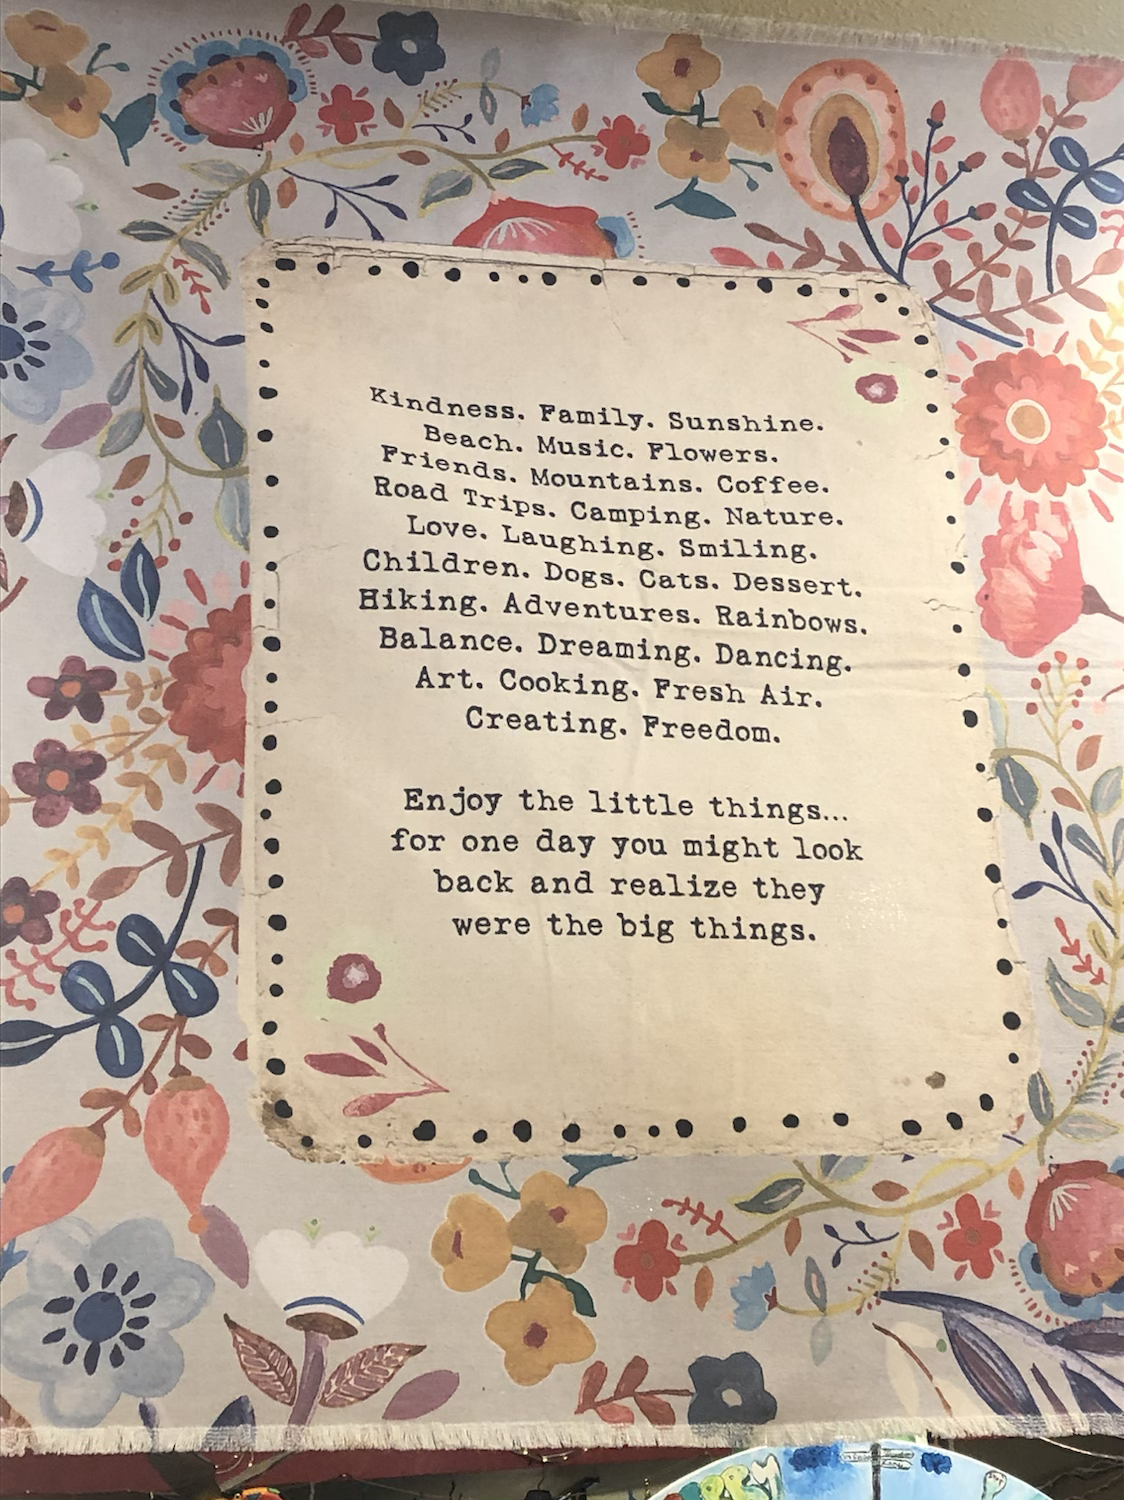 Kindness. Family. Sunshine.
Beach. Music. Flowers.
Friends. Mountains. Coffee.
Road Trips. Camping. Nature.
Love. Laughing. Smiling.
Children. Dogs. Cats. Dessert.
Hiking. Adventures. Rainbows.
Balance. Dreaming. Dancing.
Art. Cooking. Fresh Air.
Creating. Freedom.
Enjoy the little things...
for one day you might look
back and realize they
were the big things.